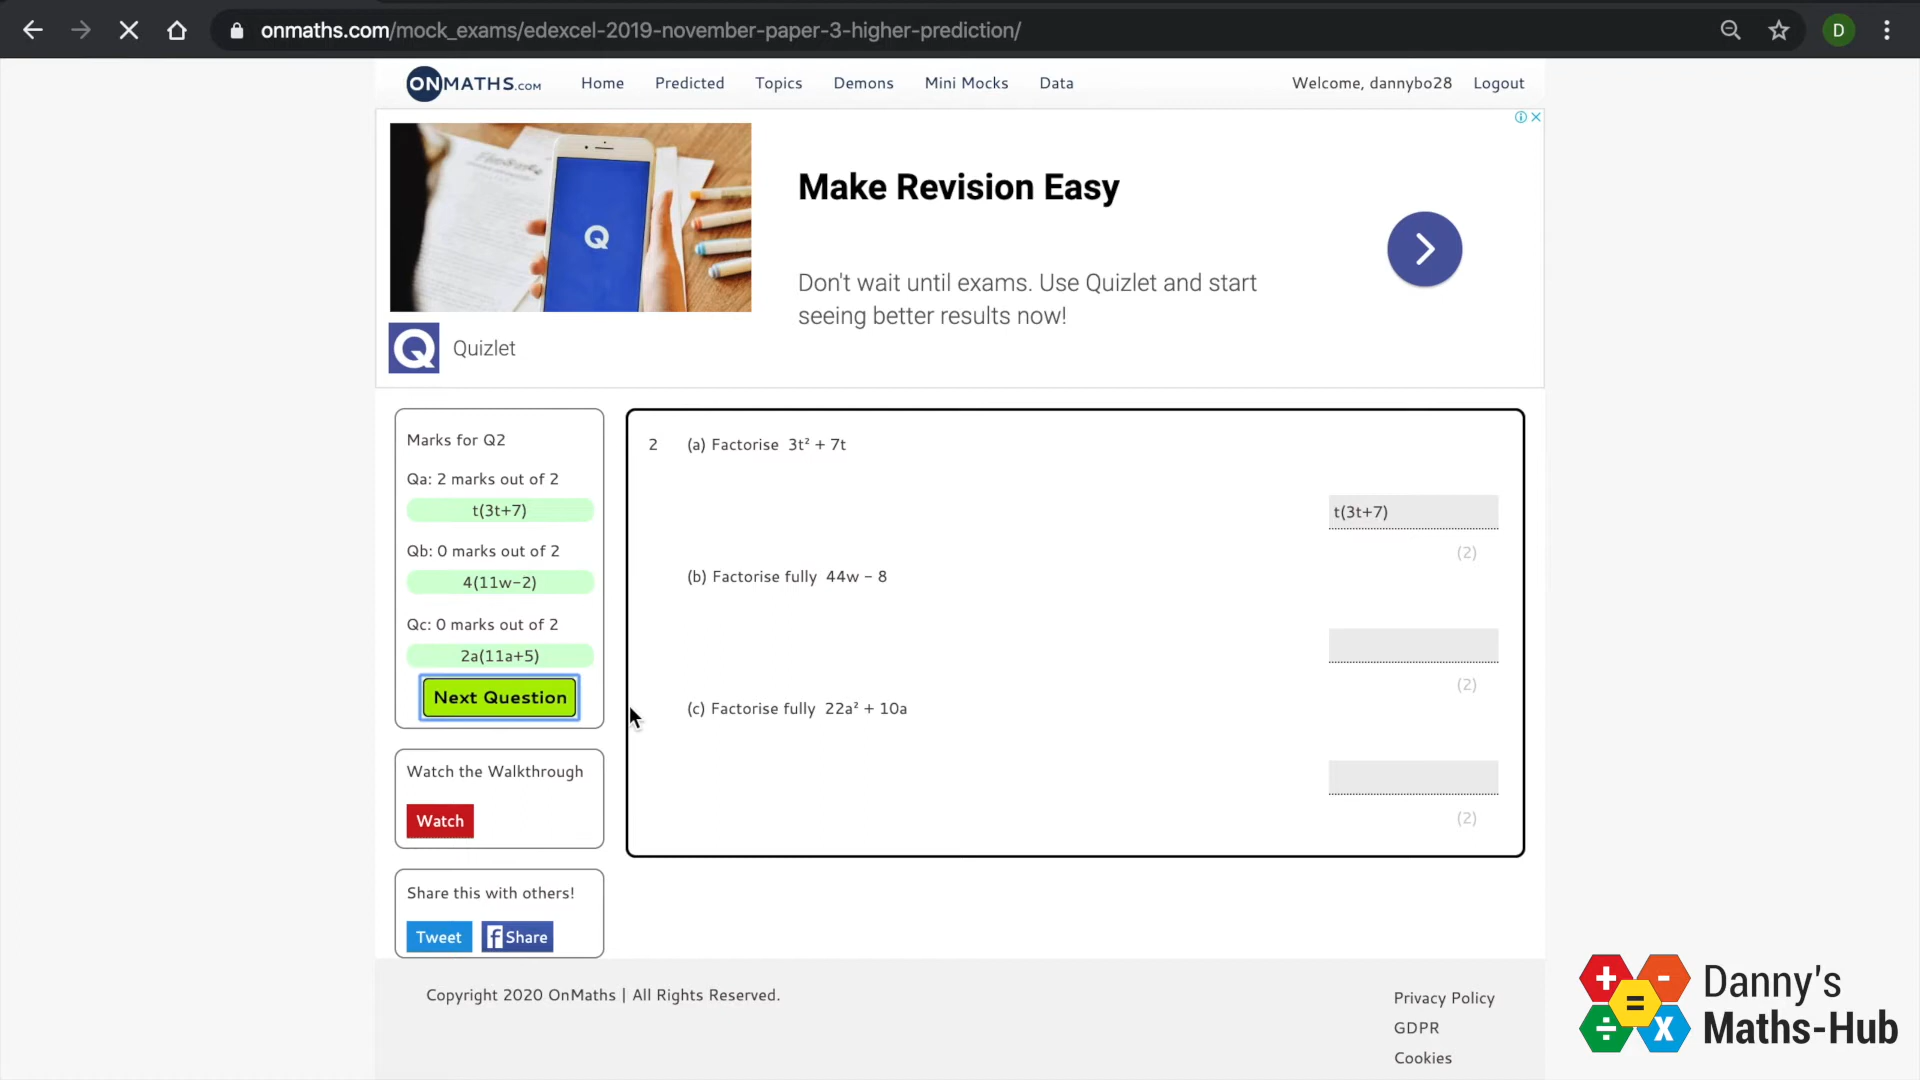 onmaths.com/mock_exams/edexcel-2019-november-paper-3-higher-prediction/
D
ONMATHS.COM
Home
Predicted
Topics
Demons
Mini Mocks
Data
Welcome, dannybo28
Logout
Make Revision Easy
Don't wait until exams. Use Quizlet and start
seeing better results now!
Q
Q
Quizlet
Marks for Q2
Qa: 2 marks out of 2
t(3t+7)
Qb: 0 marks out of 2
4(11w-2)
Qc: 0 marks out of 2
2a(11a+5)
Next Question
Watch the Walkthrough
Watch
Share this with others!
Tweet
f Share
2 (a) Factorise 3t² + 7t
t(3t+7)
(2)
(b) Factorise fully 44w - 8
(2)
(c) Factorise fully 22a² + 10a
(2)
Copyright 2020 OnMaths | All Rights Reserved.
Privacy Policy
GDPR
Cookies
+ - = ÷ x
Danny's
Maths-Hub